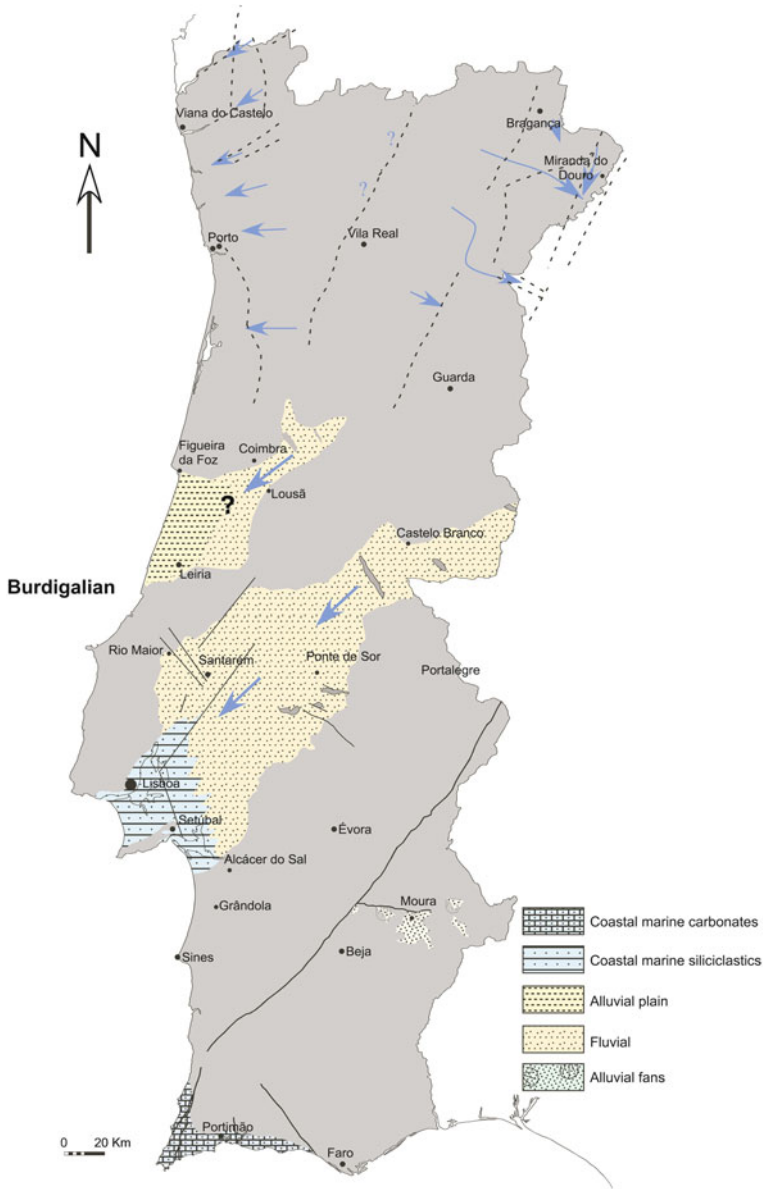 Viana do Castelo
Bragança
N
?
Miranda do
Douro
?
Porto
Vila Real
Guarda
Figueira
da Foz
Coimbra
Lousã
?
Castelo Branco
Leiria
Burdigalian
Rio Maior
Santarém
Ponte de Sor
Portalegre
Lisboa
Setúbal
Évora
Alcácer do Sal
Grândola
Moura
Coastal marine carbonates
Beja
Sines
Coastal marine siliciclastics
Alluvial plain
Fluvial
Alluvial fans
Portimão
0 20 Km
Faro